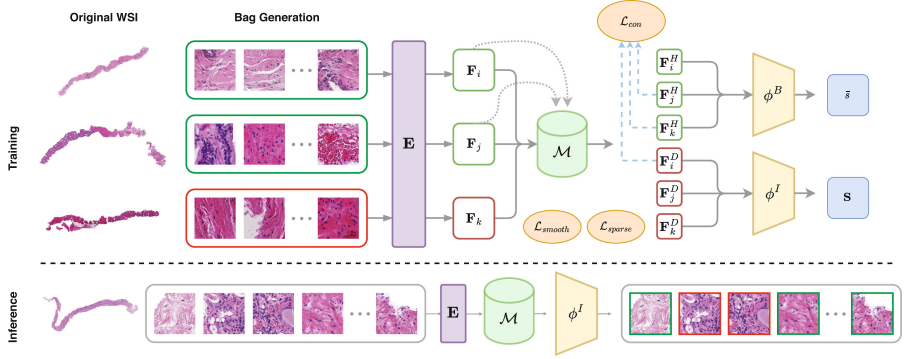 Original WSI
Bag Generation
Training
E
F_i
F_j
F_k
M
L_con
L_smooth
L_sparse
F_i^H
F_j^H
F_k^H
F_i^D
F_j^D
F_k^D
ϕ^B
ϕ^I
s̄
S
Inference
E
M
ϕ^I